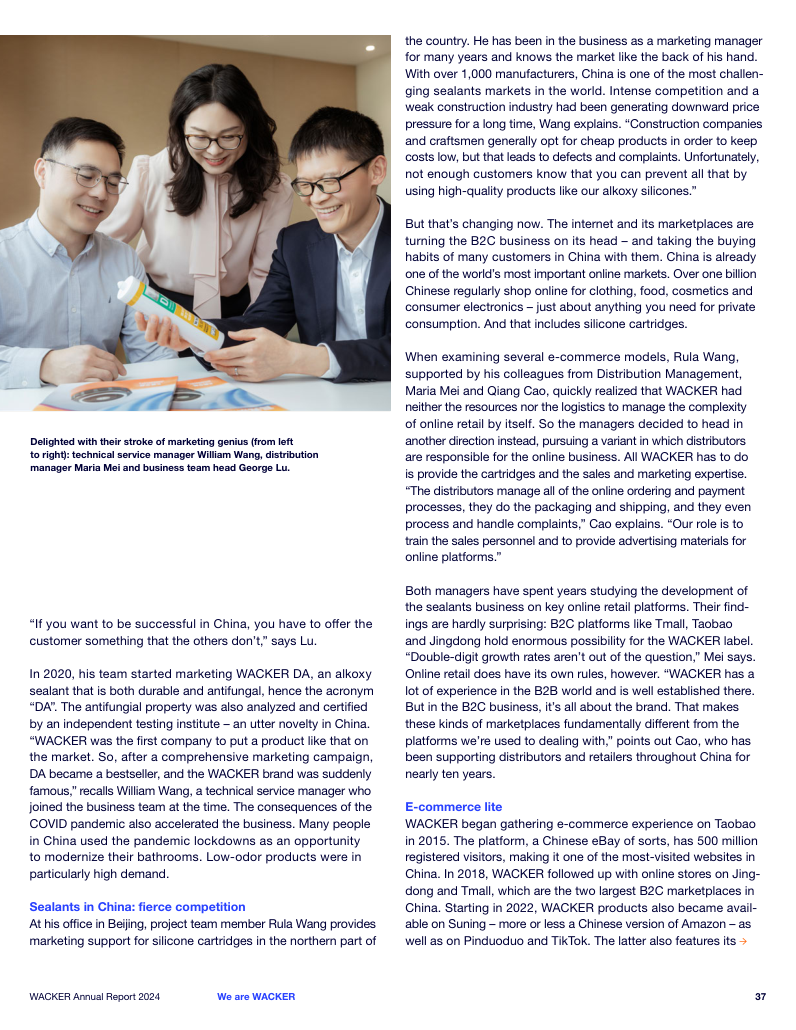 Delighted with their stroke of marketing genius (from left
to right): technical service manager William Wang, distribution
manager Maria Mei and business team head George Lu.
“If you want to be successful in China, you have to offer the
customer something that the others don’t,” says Lu.
In 2020, his team started marketing WACKER DA, an alkoxy
sealant that is both durable and antifungal, hence the acronym
“DA”. The antifungial property was also analyzed and certified
by an independent testing institute – an utter novelty in China.
“WACKER was the first company to put a product like that on
the market. So, after a comprehensive marketing campaign,
DA became a bestseller, and the WACKER brand was suddenly
famous,” recalls William Wang, a technical service manager who
joined the business team at the time. The consequences of the
COVID pandemic also accelerated the business. Many people
in China used the pandemic lockdowns as an opportunity
to modernize their bathrooms. Low-odor products were in
particularly high demand.
Sealants in China: fierce competition
At his office in Beijing, project team member Rula Wang provides
marketing support for silicone cartridges in the northern part of
the country. He has been in the business as a marketing manager
for many years and knows the market like the back of his hand.
With over 1,000 manufacturers, China is one of the most challen-
ging sealants markets in the world. Intense competition and a
weak construction industry had been generating downward price
pressure for a long time, Wang explains. “Construction companies
and craftsmen generally opt for cheap products in order to keep
costs low, but that leads to defects and complaints. Unfortunately,
not enough customers know that you can prevent all that by
using high-quality products like our alkoxy silicones.”
But that’s changing now. The internet and its marketplaces are
turning the B2C business on its head – and taking the buying
habits of many customers in China with them. China is already
one of the world’s most important online markets. Over one billion
Chinese regularly shop online for clothing, food, cosmetics and
consumer electronics – just about anything you need for private
consumption. And that includes silicone cartridges.
When examining several e-commerce models, Rula Wang,
supported by his colleagues from Distribution Management,
Maria Mei and Qiang Cao, quickly realized that WACKER had
neither the resources nor the logistics to manage the complexity
of online retail by itself. So the managers decided to head in
another direction instead, pursuing a variant in which distributors
are responsible for the online business. All WACKER has to do
is provide the cartridges and the sales and marketing expertise.
“The distributors manage all of the online ordering and payment
processes, they do the packaging and shipping, and they even
process and handle complaints,” Cao explains. “Our role is to
train the sales personnel and to provide advertising materials for
online platforms.”
Both managers have spent years studying the development of
the sealants business on key online retail platforms. Their find-
ings are hardly surprising: B2C platforms like Tmall, Taobao
and Jingdong hold enormous possibility for the WACKER label.
“Double-digit growth rates aren’t out of the question,” Mei says.
Online retail does have its own rules, however. “WACKER has a
lot of experience in the B2B world and is well established there.
But in the B2C business, it’s all about the brand. That makes
these kinds of marketplaces fundamentally different from the
platforms we’re used to dealing with,” points out Cao, who has
been supporting distributors and retailers throughout China for
nearly ten years.
E-commerce lite
WACKER began gathering e-commerce experience on Taobao
in 2015. The platform, a Chinese eBay of sorts, has 500 million
registered visitors, making it one of the most-visited websites in
China. In 2018, WACKER followed up with online stores on Jing-
dong and Tmall, which are the two largest B2C marketplaces in
China. Starting in 2022, WACKER products also became avail-
able on Suning – more or less a Chinese version of Amazon – as
well as on Pinduoduo and TikTok. The latter also features its →
WACKER Annual Report 2024
We are WACKER
37